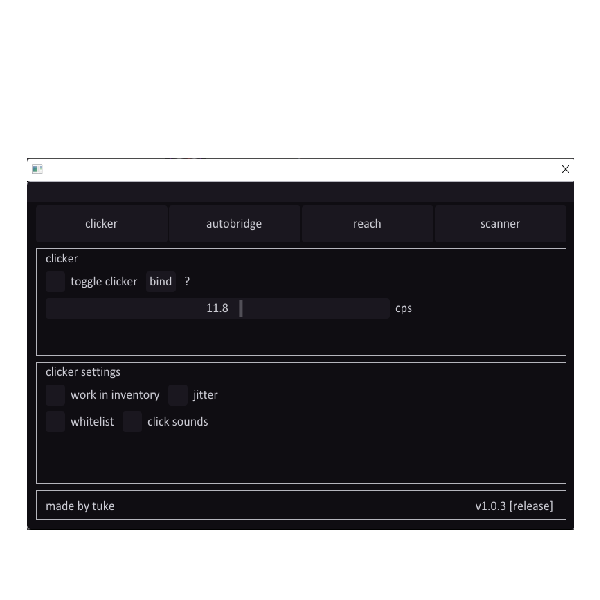 clicker autobridge reach scanner
clicker
toggle clicker bind ?
11.8 cps
clicker settings
work in inventory jitter
whitelist click sounds
made by tuke v1.0.3 [release]